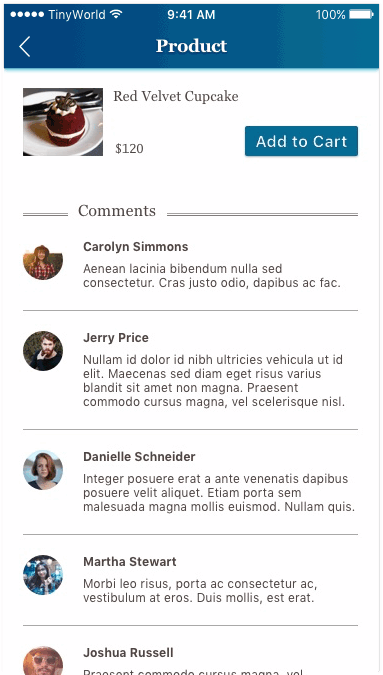 TinyWorld 9:41 AM 100%
Product
Red Velvet Cupcake
$120
Add to Cart
Comments
Carolyn Simmons
Aenean lacinia bibendum nulla sed
consectetur. Cras justo odio, dapibus ac fac.
Jerry Price
Nullam id dolor id nibh ultricies vehicula ut id
elit. Maecenas sed diam eget risus varius
blandit sit amet non magna. Praesent
commodo cursus magna, vel scelerisque nisl.
Danielle Schneider
Integer posuere erat a ante venenatis dapibus
posuere velit aliquet. Etiam porta sem
malesuada magna mollis euismod. Nullam quis.
Martha Stewart
Morbi leo risus, porta ac consectetur ac,
vestibulum at eros. Duis mollis, est erat.
Joshua Russell
Praesent commodo cursus magna, vel